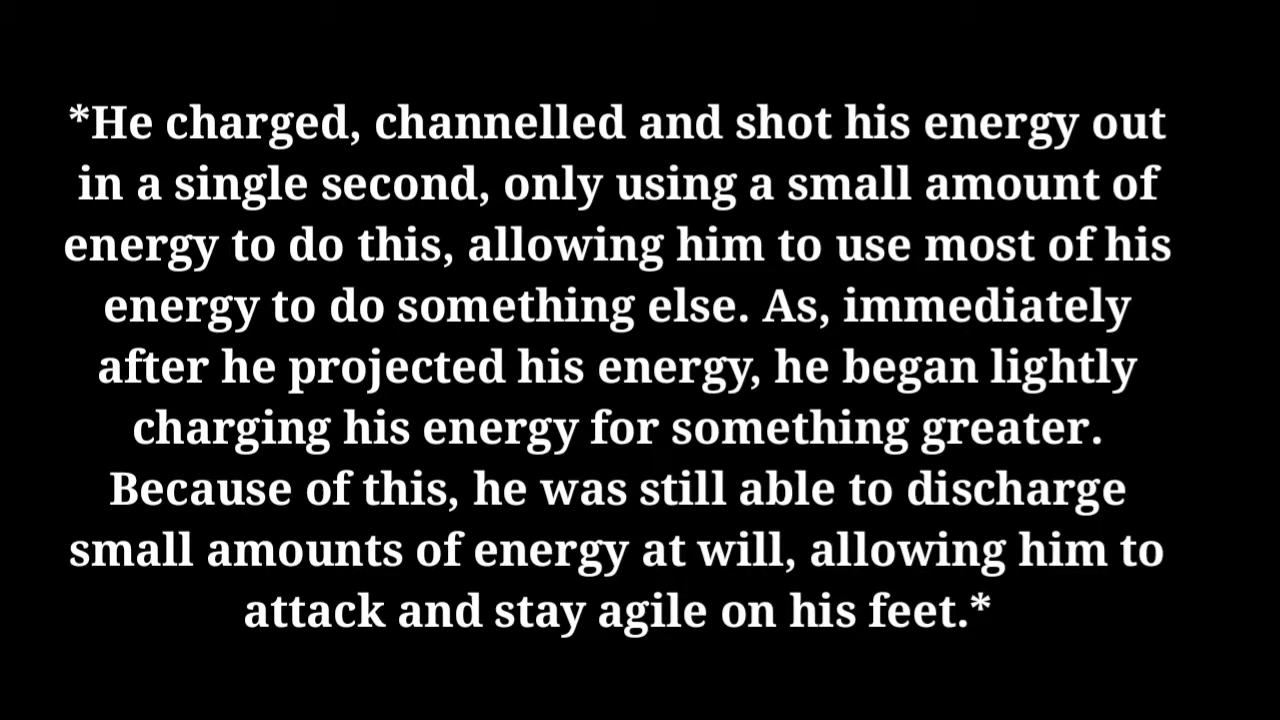 *He charged, channelled and shot his energy out
in a single second, only using a small amount of
energy to do this, allowing him to use most of his
energy to do something else. As, immediately
after he projected his energy, he began lightly
charging his energy for something greater.
Because of this, he was still able to discharge
small amounts of energy at will, allowing him to
attack and stay agile on his feet.*